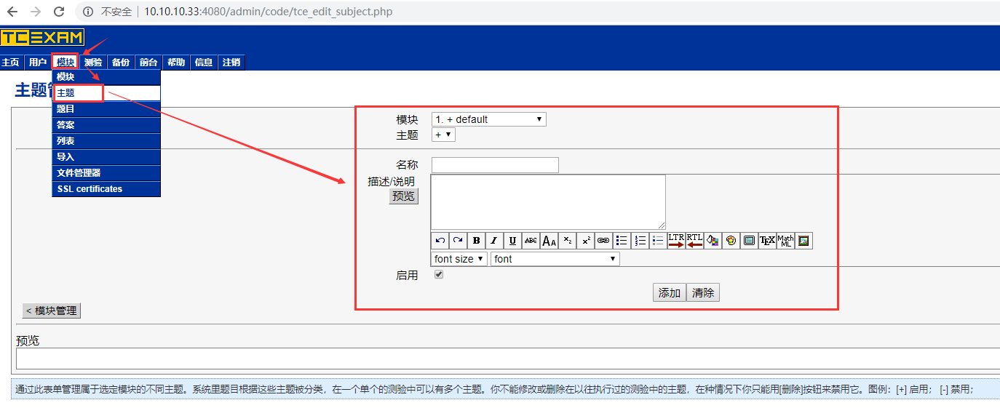 不安全 10.10.10.33:4080/admin/code/tce_edit_subject.php
TCEXAM
主页 用户 模块 测验 备份 前台 帮助 信息 注销
模块
主题
题目
答案
列表
导入
文件管理器
SSL certificates
主题
模块 1. + default
主题 +
名称
描述/说明
预览
B I U ABC AA x₂ x² LTR RTL TEX Math ML
font size font
启用
添加 清除
< 模块管理
预览
通过此表单管理属于选定模块的不同主题。系统里题目根据这些主题被分类，在一个单个的测验中可以有多个主题。你不能修改或删除在以往执行过的测验中的主题，在种情况下你只能用[删除]按钮来禁用它。图例：[+] 启用； [-] 禁用；